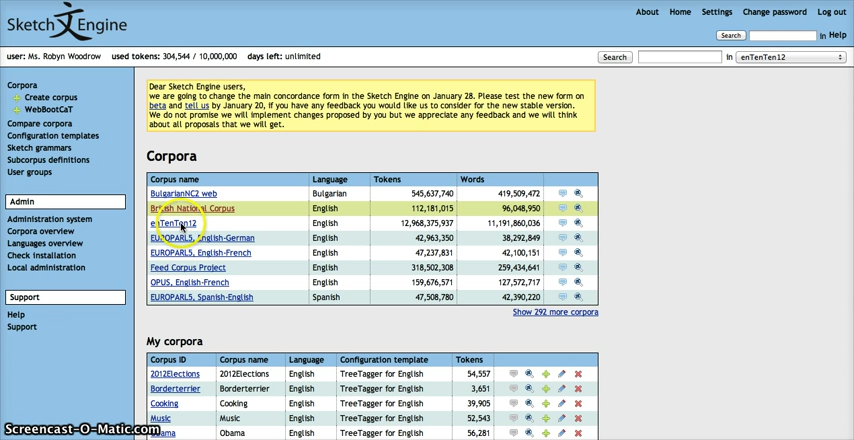 Sketch Engine
About Home Settings Change password Log out
Search in Help
user: Ms. Robyn Woodrow used tokens: 304,544 / 10,000,000 days left: unlimited
Search in enTenTen12
Corpora
Create corpus
WebBootCaT
Compare corpora
Configuration templates
Sketch grammars
Subcorpus definitions
User groups
Admin
Administration system
Corpora overview
Languages overview
Check installation
Local administration
Support
Help
Support
Dear Sketch Engine users,
we are going to change the main concordance form in the Sketch Engine on January 28. Please test the new form on
beta and tell us by January 20, if you have any feedback you would like us to consider for the new stable version.
We do not promise we will implement changes proposed by you but we appreciate any feedback and we will think
about all proposals that we will get.
Corpora
Corpus name Language Tokens Words
BulgarianNC2 web Bulgarian 545,637,740 419,509,472
British National Corpus English 112,181,015 96,048,950
enTenTen12 English 12,968,375,937 11,191,860,036
EUROPARL5, English-German English 42,963,350 38,292,849
EUROPARL5, English-French English 47,237,831 42,100,151
Feed Corpus Project English 318,502,308 259,434,641
OPUS, English-French English 159,676,571 127,572,717
EUROPARL5, Spanish-English Spanish 47,508,780 42,390,220
Show 292 more corpora
My corpora
Corpus ID Corpus name Language Configuration template Tokens
2012Elections 2012Elections English TreeTagger for English 54,557
Borderterrier Borderterrier English TreeTagger for English 3,651
Cooking Cooking English TreeTagger for English 39,905
Music Music English TreeTagger for English 52,543
Obama Obama English TreeTagger for English 56,281
Screencast-O-Matic.com